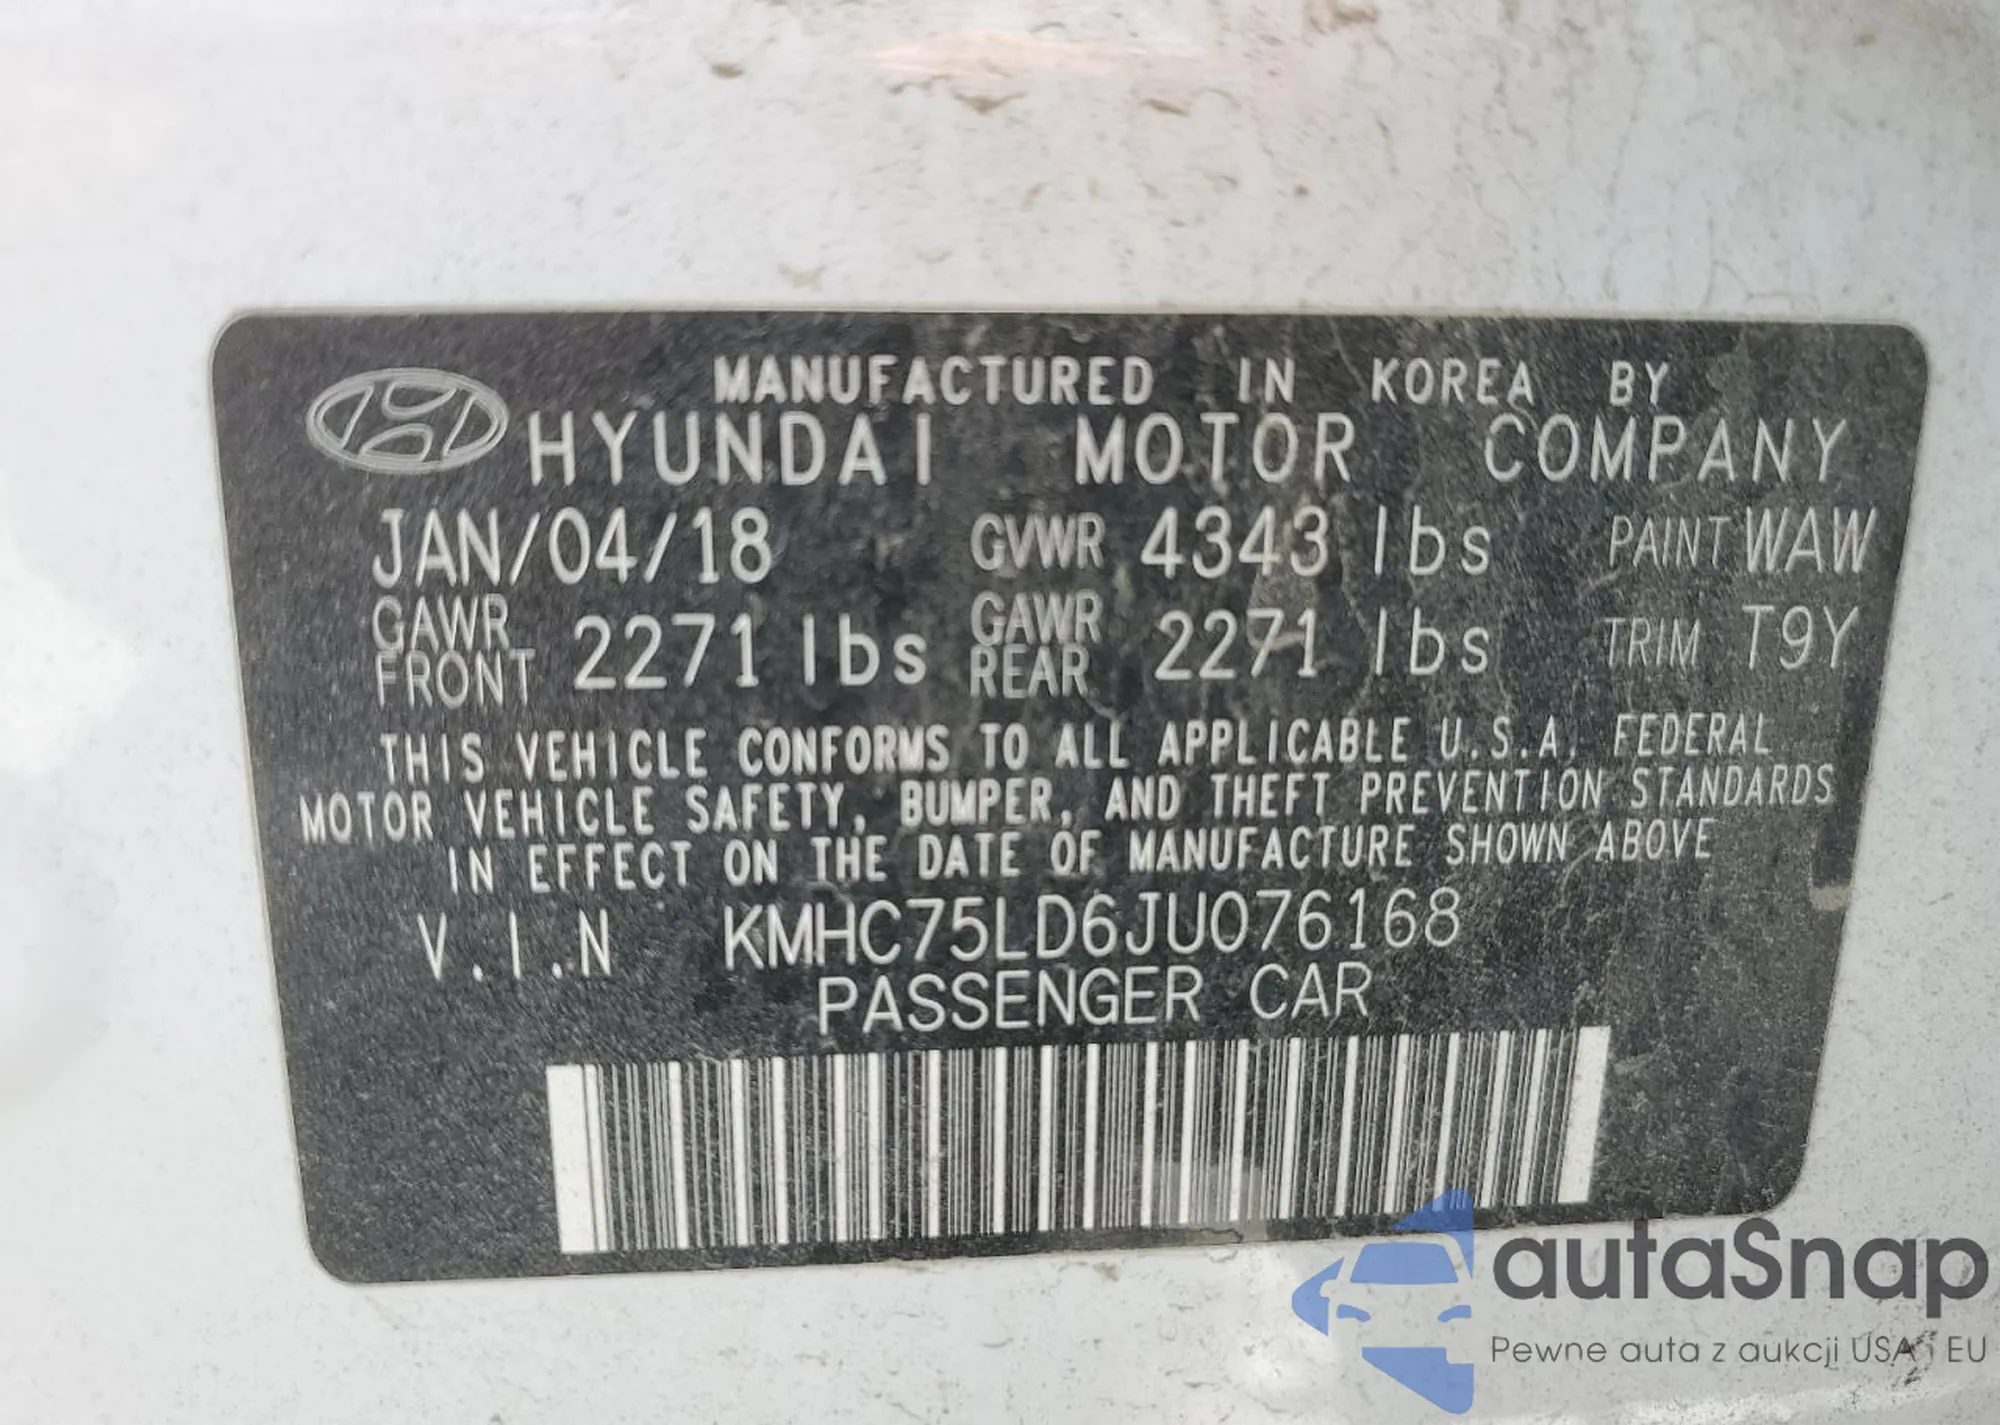 MANUFACTURED IN KOREA BY
HYUNDAI MOTOR COMPANY
JAN/04/18 GVWR 4343 lbs PAINT WAW
GAWR FRONT 2271 lbs GAWR REAR 2271 lbs TRIM T9Y
THIS VEHICLE CONFORMS TO ALL APPLICABLE U.S.A. FEDERAL
MOTOR VEHICLE SAFETY, BUMPER, AND THEFT PREVENTION STANDARDS
IN EFFECT ON THE DATE OF MANUFACTURE SHOWN ABOVE
V.I.N KMHC75LD6JU076168
PASSENGER CAR
autaSnap
Pewne auta z aukcji USA i EU